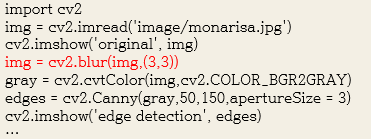 import cv2
img = cv2.imread('image/monarisa.jpg')
cv2.imshow('original', img)
img = cv2.blur(img,(3,3))
gray = cv2.cvtColor(img,cv2.COLOR_BGR2GRAY)
edges = cv2.Canny(gray,50,150,apertureSize = 3)
cv2.imshow('edge detection', edges)
...